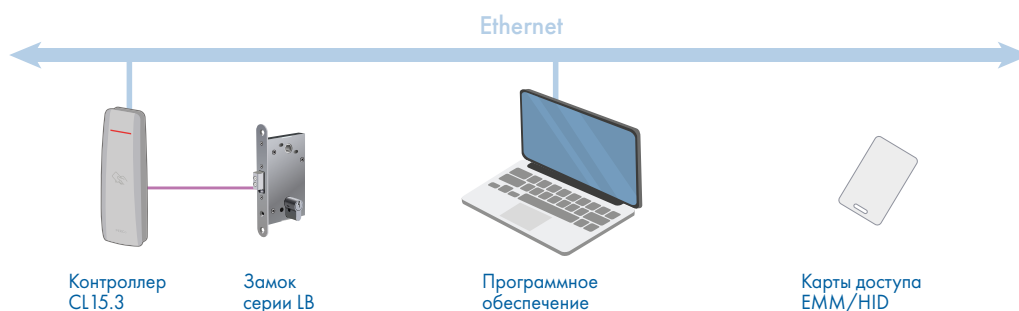 Ethernet
Контроллер
CL15.3
Замок
серии LB
Программное
обеспечение
Карты доступа
EMM/HID